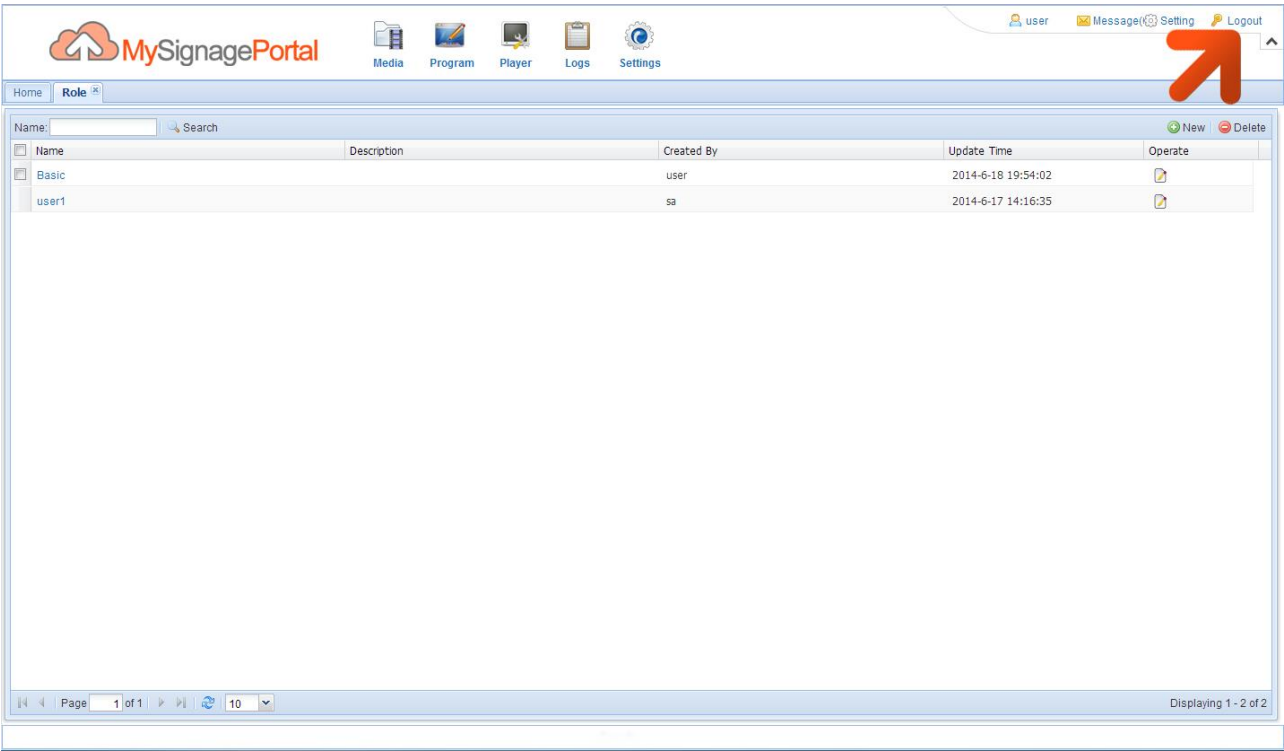 user Message( Setting Logout
MySignagePortal
Media Program Player Logs Settings
Home Role
Name: Search New Delete
Name Description Created By Update Time Operate
Basic user 2014-6-18 19:54:02
user1 sa 2014-6-17 14:16:35
Page 1 of 1 10 Displaying 1 - 2 of 2